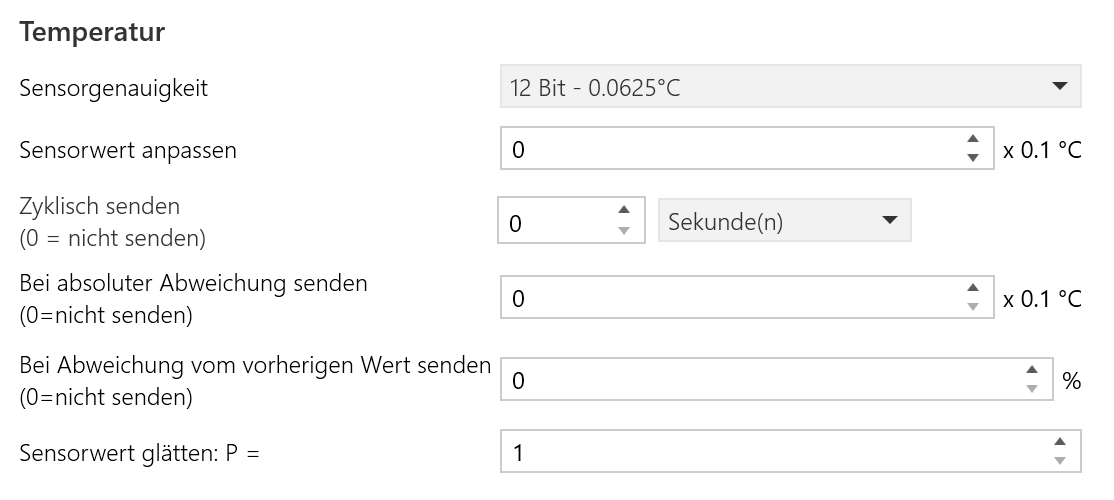 Temperatur
Sensorgenauigkeit 12 Bit - 0.0625°C
Sensorwert anpassen 0 x 0.1 °C
Zyklisch senden
(0 = nicht senden) 0 Sekunde(n)
Bei absoluter Abweichung senden
(0=nicht senden) 0 x 0.1 °C
Bei Abweichung vom vorherigen Wert senden
(0=nicht senden) 0 %
Sensorwert glätten: P = 1